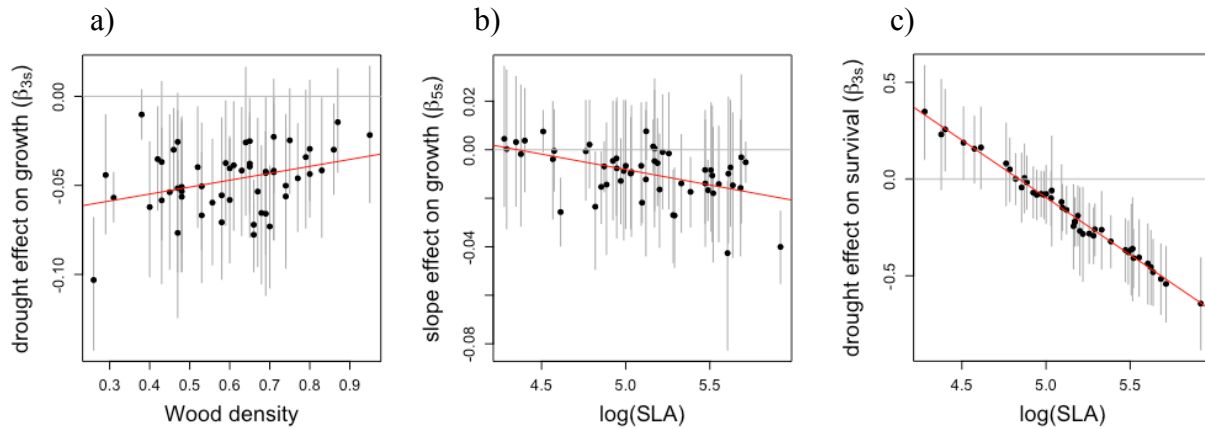 a)
drought effect on growth (β3s)
0.00
-0.05
-0.10
0.3 0.4 0.5 0.6 0.7 0.8 0.9
Wood density
b)
slope effect on growth (β5s)
0.02
0.00
-0.04
-0.08
4.5 5.0 5.5
log(SLA)
c)
drought effect on survival (β3s)
0.5
0.0
-0.5
4.5 5.0 5.5
log(SLA)